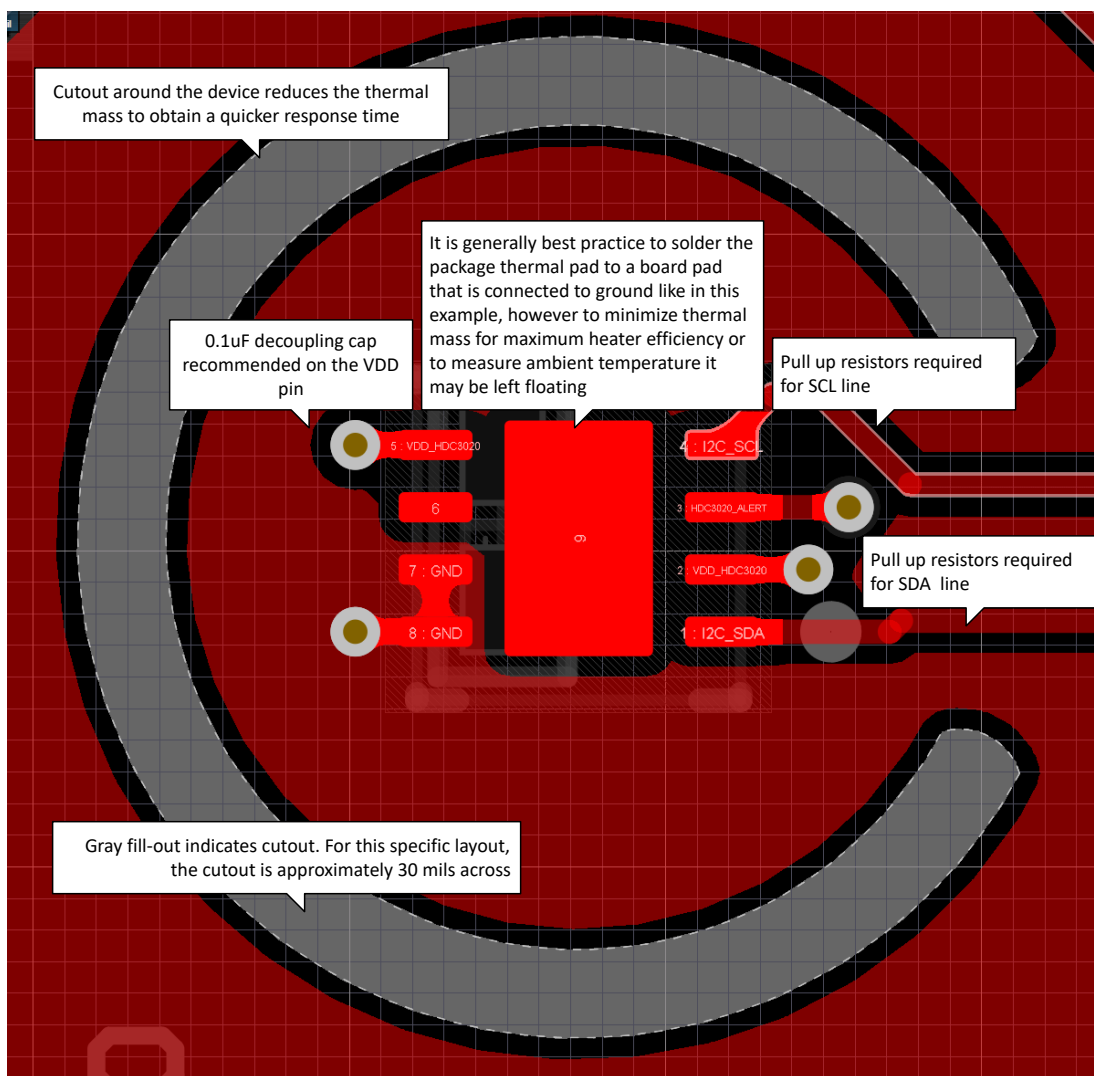 Cutout around the device reduces the thermal
mass to obtain a quicker response time
It is generally best practice to solder the
package thermal pad to a board pad
that is connected to ground like in this
example, however to minimize thermal
mass for maximum heater efficiency or
to measure ambient temperature it
may be left floating
0.1uF decoupling cap
recommended on the VDD
pin
Pull up resistors required
for SCL line
5 : VDD_HDC3020
4 : I2C_SCL
6
3 : HDC3020_ALERT
9
7 : GND
2 : VDD_HDC3020
Pull up resistors required
for SDA line
8 : GND
1 : I2C_SDA
Gray fill-out indicates cutout. For this specific layout,
the cutout is approximately 30 mils across